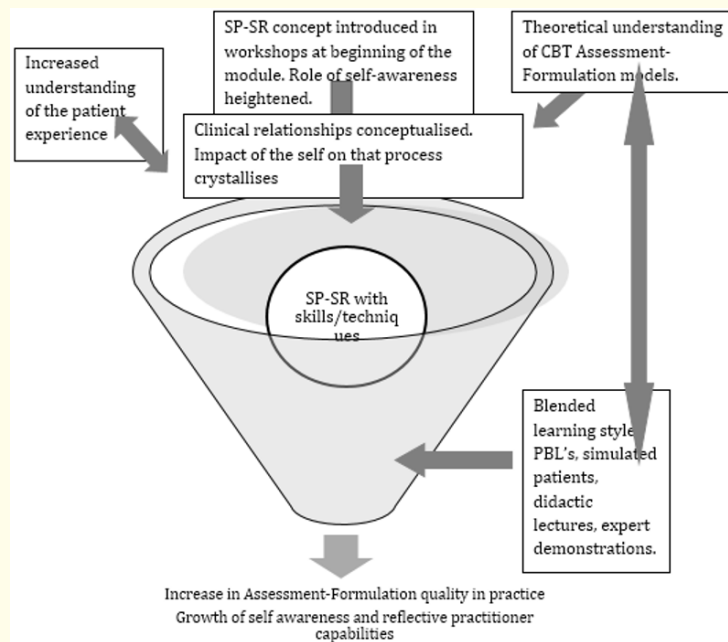 SP-SR concept introduced in
workshops at beginning of the
module. Role of self-awareness
heightened.
Theoretical understanding
of CBT Assessment-
Formulation models.
Increased
understanding
of the patient
experience
Clinical relationships conceptualised.
Impact of the self on that process
crystallises
SP-SR with
skills/techniq
ues
Blended
learning style
PBL's, simulated
patients,
didactic
lectures, expert
demonstrations.
Increase in Assessment-Formulation quality in practice
Growth of self awareness and reflective practitioner
capabilities